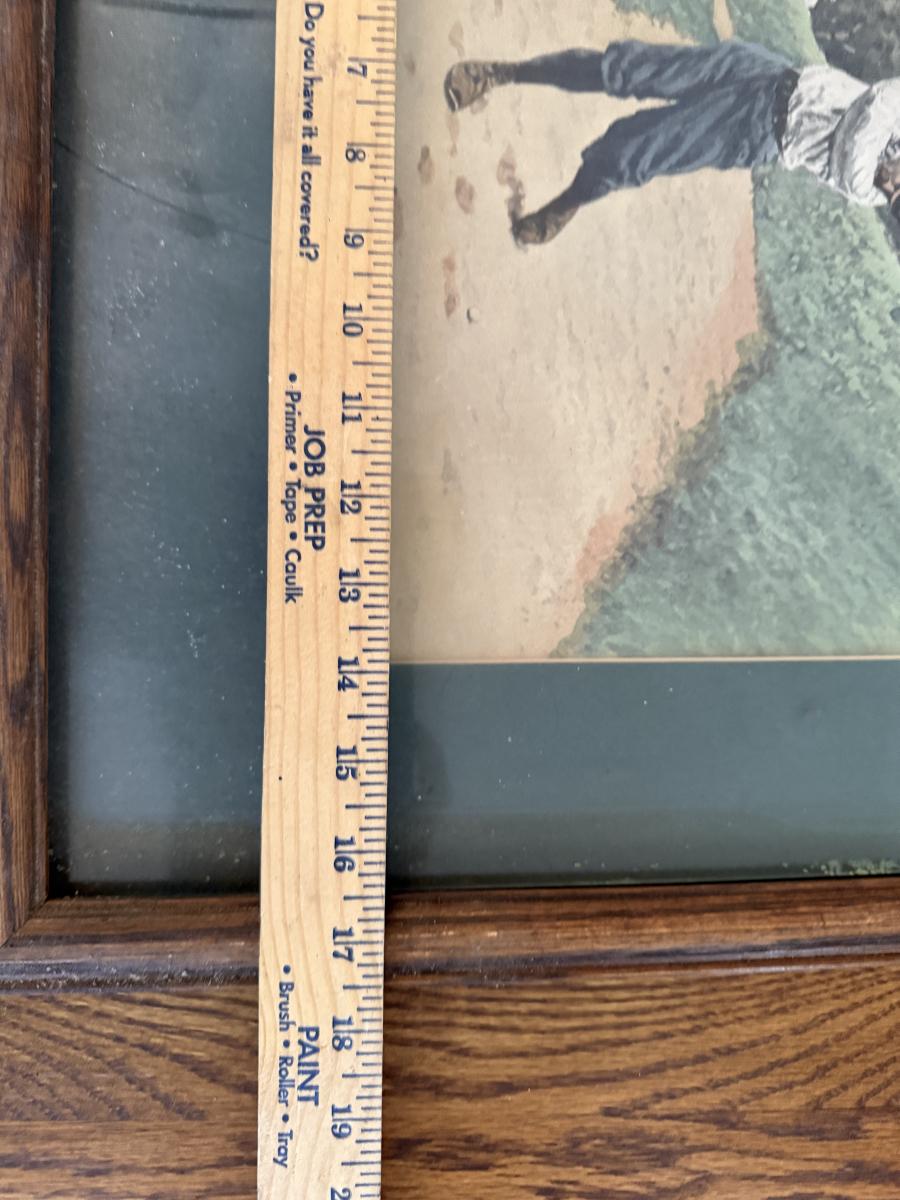 Do you have it all covered?
JOB PREP
• Primer • Tape • Caulk
PAINT
• Brush • Roller • Tray
7 8 9 10 11 12 13 14 15 16 17 18 19